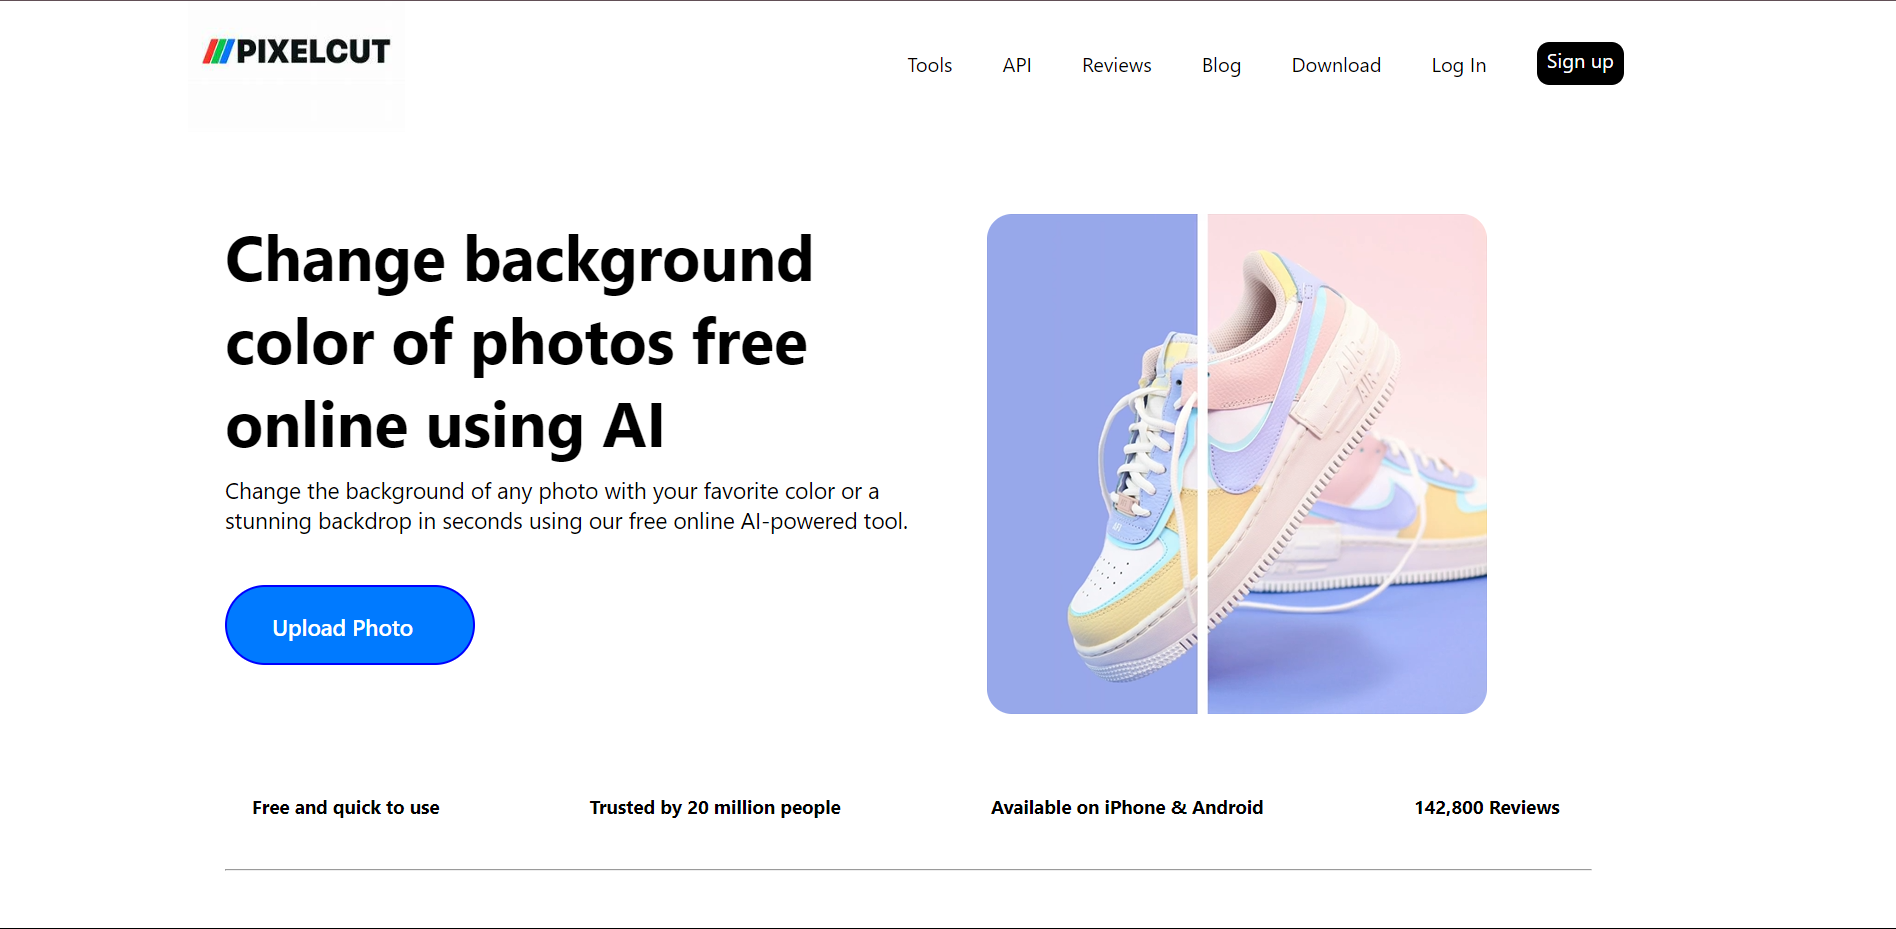 PIXELCUT
Tools
API
Reviews
Blog
Download
Log In
Sign up
Change background
color of photos free
online using AI
Change the background of any photo with your favorite color or a
stunning backdrop in seconds using our free online AI-powered tool.
Upload Photo
AIR
AIR
AF1
Free and quick to use
Trusted by 20 million people
Available on iPhone & Android
142,800 Reviews